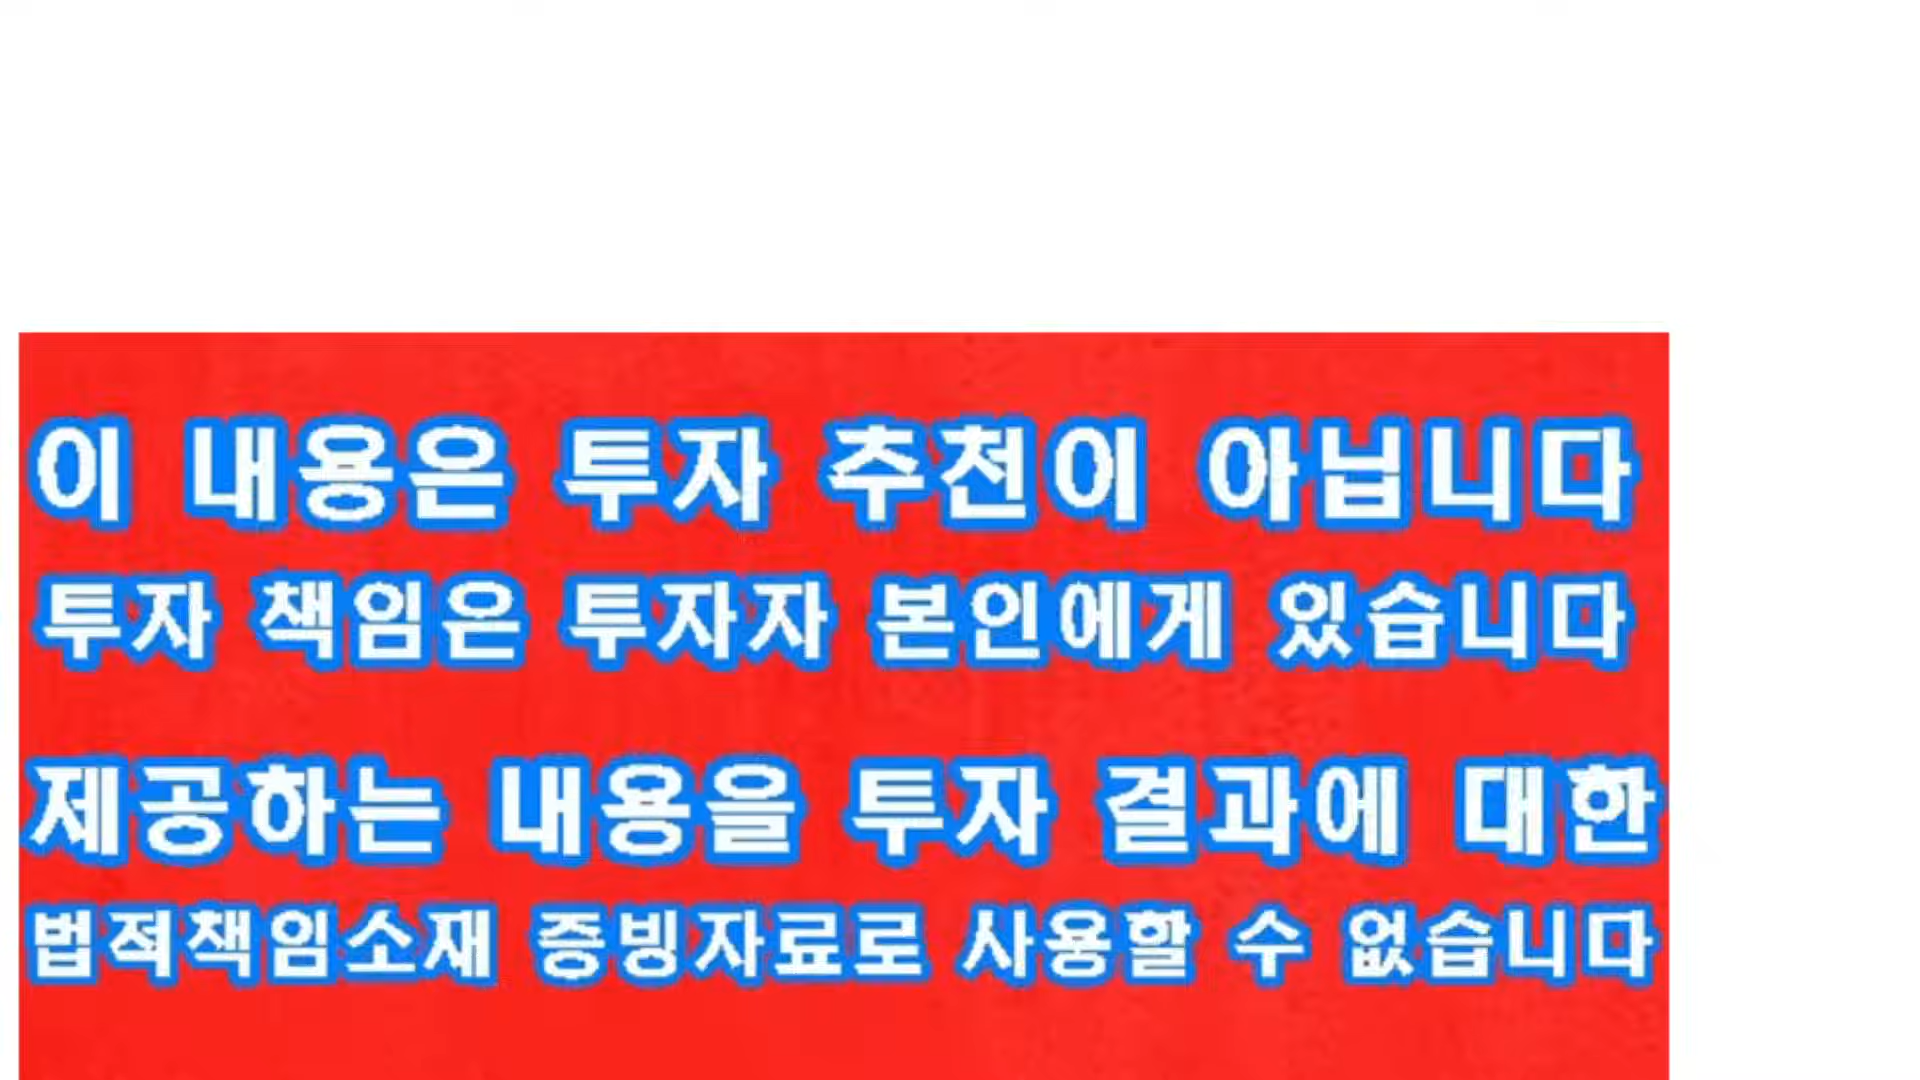 이 내용은 투자 추천이 아닙니다
투자 책임은 투자자 본인에게 있습니다
제공하는 내용을 투자 결과에 대한
법적책임소재 증빙자료로 사용할 수 없습니다